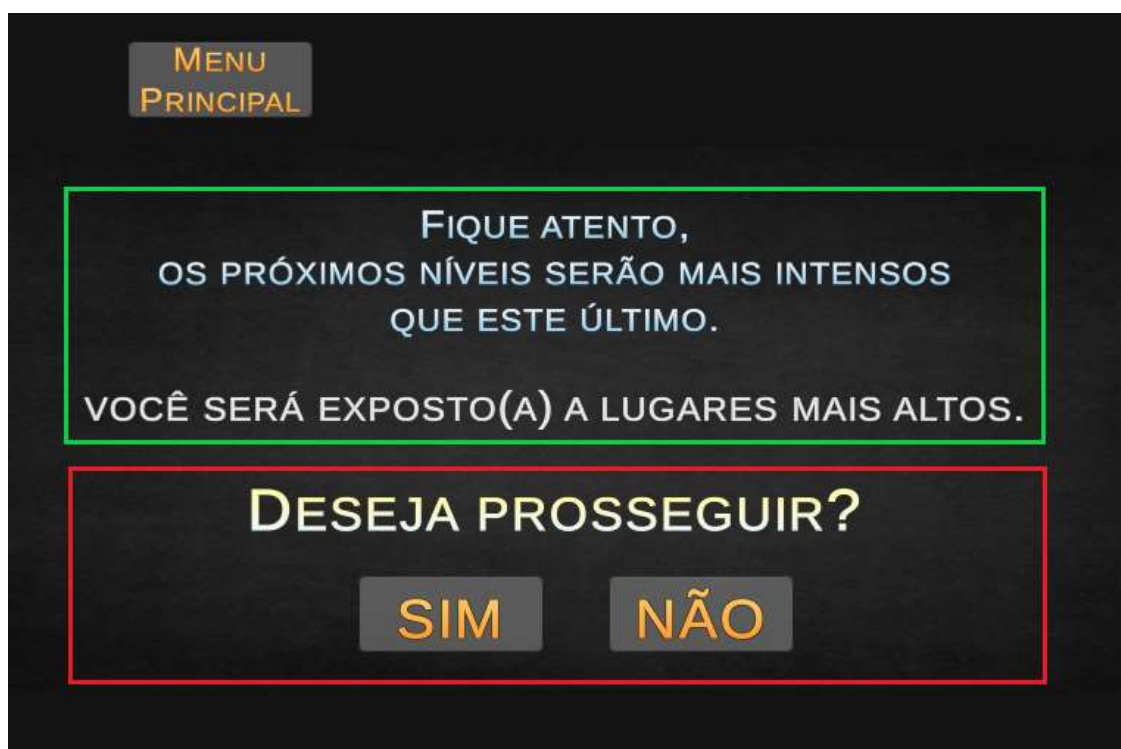 MENU
PRINCIPAL
FIQUE ATENTO,
OS PRÓXIMOS NÍVEIS SERÃO MAIS INTENSOS
QUE ESTE ÚLTIMO.
VOCÊ SERÁ EXPOSTO(A) A LUGARES MAIS ALTOS.
DESEJA PROSSEGUIR?
SIM NÃO